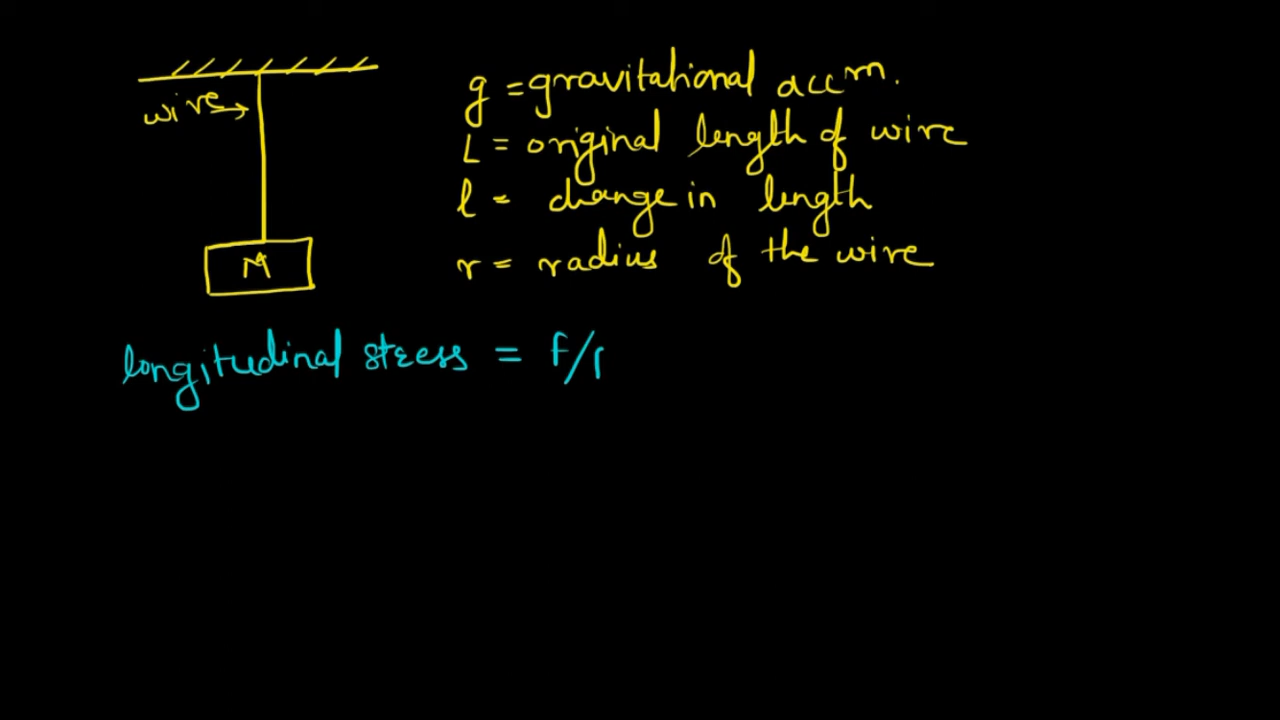 wire
M
g = gravitational accⁿ.
L = original length of wire
l = change in length
r = radius of the wire
longitudinal stress = F/